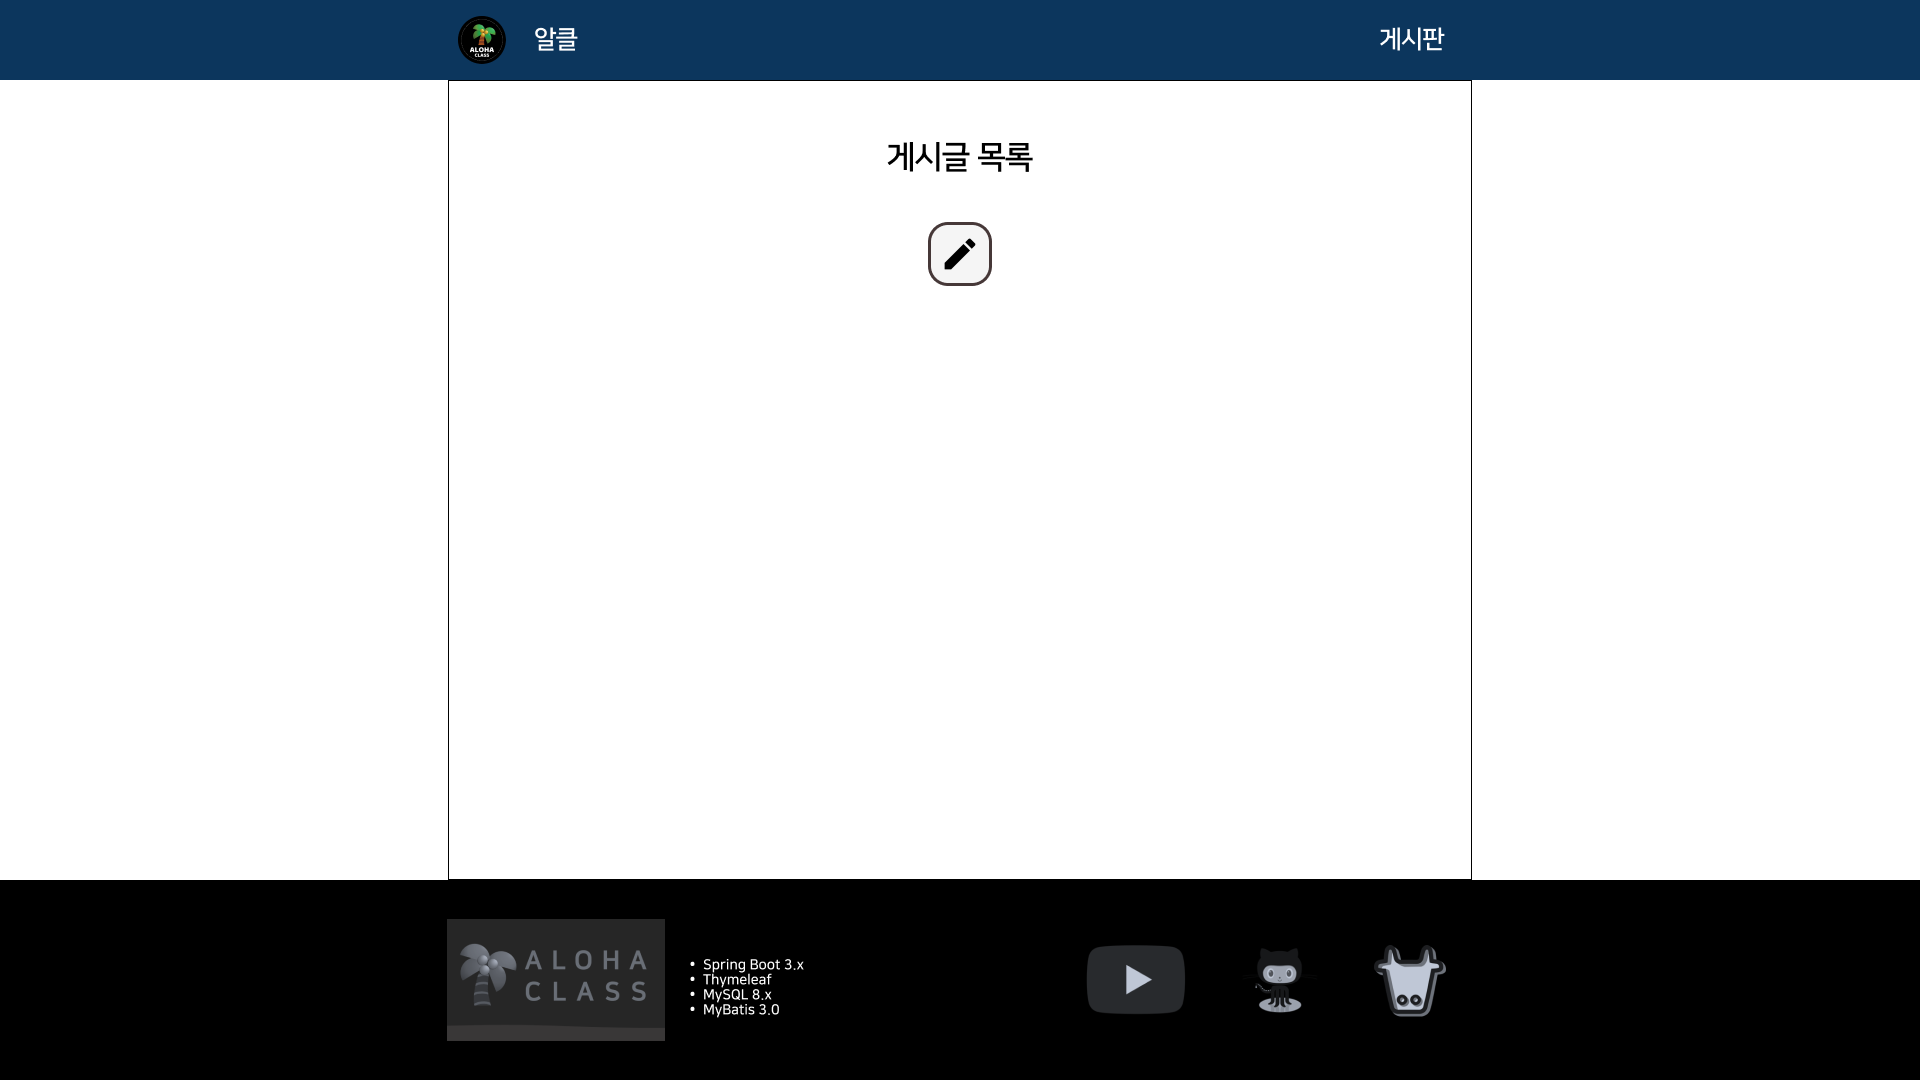 ALOHA
CLASS
알클
게시판
게시글 목록
ALOHA
CLASS
• Spring Boot 3.x
• Thymeleaf
• MySQL 8.x
• MyBatis 3.0